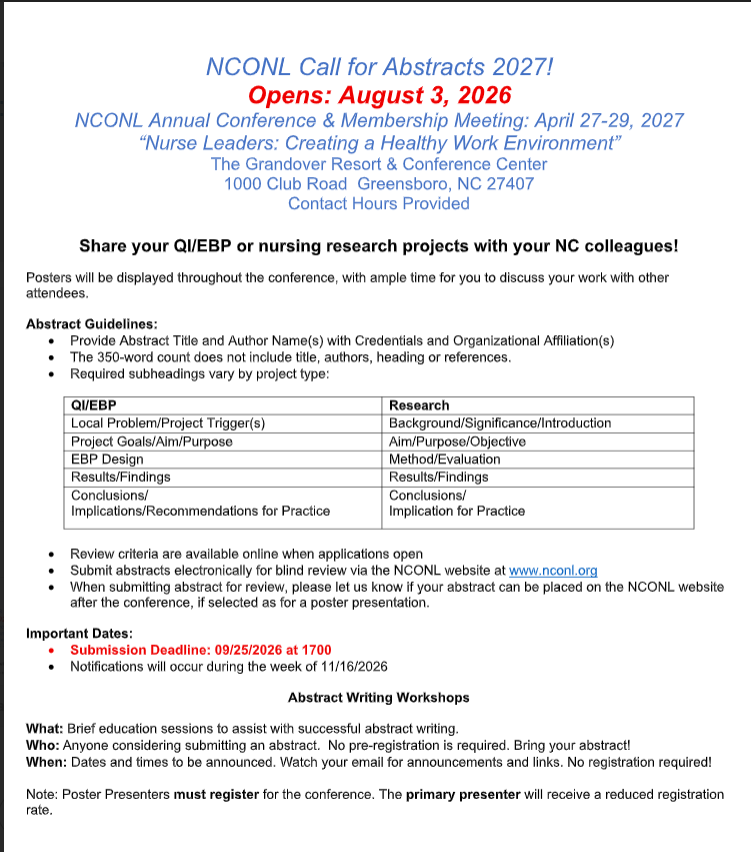 NCONL Call for Abstracts 2027!
Opens: August 3, 2026
NCONL Annual Conference & Membership Meeting: April 27-29, 2027
“Nurse Leaders: Creating a Healthy Work Environment”
The Grandover Resort & Conference Center
1000 Club Road  Greensboro, NC 27407
Contact Hours Provided
Share your QI/EBP or nursing research projects with your NC colleagues!
Posters will be displayed throughout the conference, with ample time for you to discuss your work with other
attendees.
Abstract Guidelines:
• Provide Abstract Title and Author Name(s) with Credentials and Organizational Affiliation(s)
• The 350-word count does not include title, authors, heading or references.
• Required subheadings vary by project type:
QI/EBP Research
Local Problem/Project Trigger(s) Background/Significance/Introduction
Project Goals/Aim/Purpose Aim/Purpose/Objective
EBP Design Method/Evaluation
Results/Findings Results/Findings
Conclusions/ Conclusions/
Implications/Recommendations for Practice Implication for Practice
• Review criteria are available online when applications open
• Submit abstracts electronically for blind review via the NCONL website at www.nconl.org
• When submitting abstract for review, please let us know if your abstract can be placed on the NCONL website
after the conference, if selected as for a poster presentation.
Important Dates:
• Submission Deadline: 09/25/2026 at 1700
• Notifications will occur during the week of 11/16/2026
Abstract Writing Workshops
What: Brief education sessions to assist with successful abstract writing.
Who: Anyone considering submitting an abstract.  No pre-registration is required. Bring your abstract!
When: Dates and times to be announced. Watch your email for announcements and links. No registration required!
Note: Poster Presenters must register for the conference. The primary presenter will receive a reduced registration
rate.